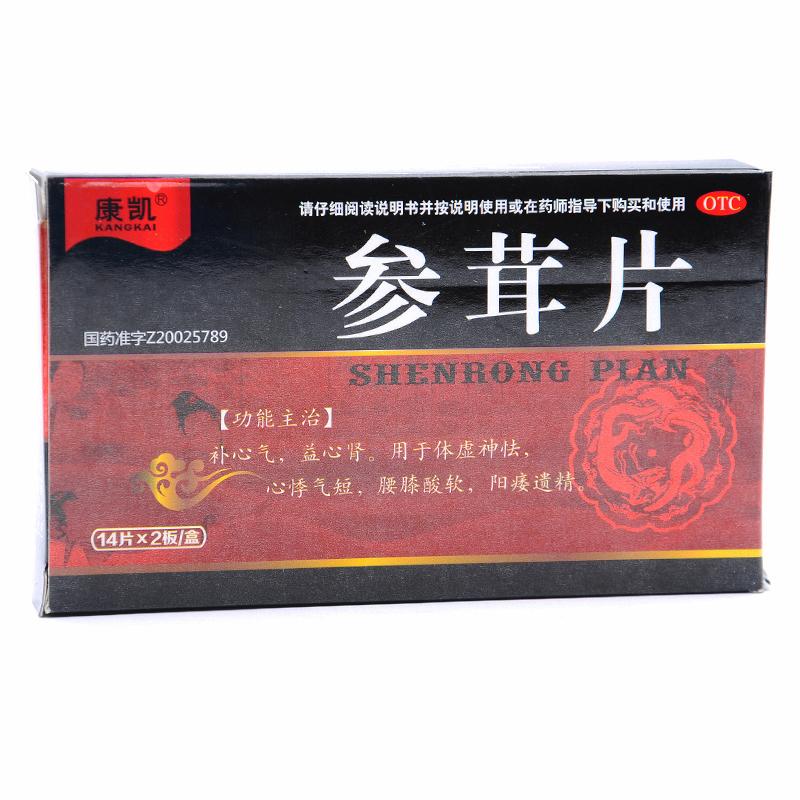 康凯®
KANGKAI
请仔细阅读说明书并按说明使用或在药师指导下购买和使用 OTC
参茸片
国药准字Z20025789
SHENRONG PIAN
【功能主治】
补心气，益心肾。用于体虚神怯，
心悸气短，腰膝酸软，阳痿遗精。
14片×2板/盒